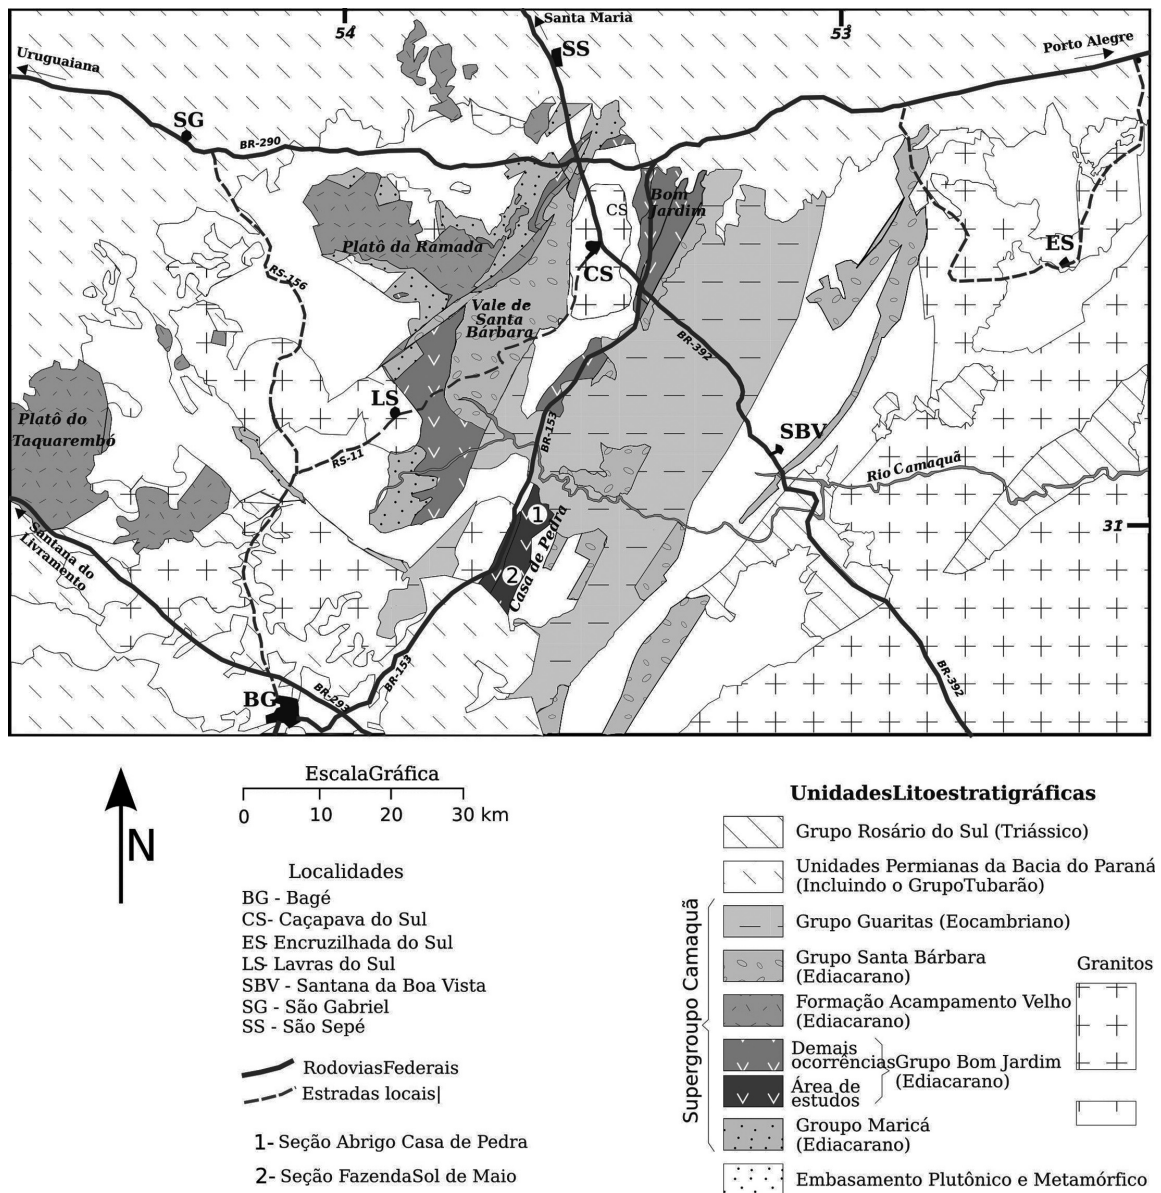 54°
Santa Maria
53°
Uruguaiana
SS
Porto Alegre
SG
BR-290
CS
Bom
Jardim
Platô da Ramada
ES
RS-156
CS
Vale de
Santa
Bárbara
BR-392
LS
Platô do
Taquarembó
BR-153
SBV
RS-11
Rio Camaquã
1
31°
Santana do
Livramento
2
Casa de Pedra
BR-153
BR-392
BG
BR-293
EscalaGráfica
0 10 20 30 km
N
Localidades
BG - Bagé
CS- Caçapava do Sul
ES- Encruzilhada do Sul
LS- Lavras do Sul
SBV - Santana da Boa Vista
SG - São Gabriel
SS - São Sepé
RodoviasFederais
Estradas locais|
1- Seção Abrigo Casa de Pedra
2- Seção FazendaSol de Maio
UnidadesLitoestratigráficas
Grupo Rosário do Sul (Triássico)
Unidades Permianas da Bacia do Paraná
(Incluindo o GrupoTubarão)
Supergroupo Camaquã
Grupo Guaritas (Eocambriano)
Grupo Santa Bárbara
(Ediacarano)
Granitos
Formação Acampamento Velho
(Ediacarano)
Demais
ocorrências
Grupo Bom Jardim
(Ediacarano)
Área de
estudos
Groupo Maricá
(Ediacarano)
Embasamento Plutônico e Metamórfico